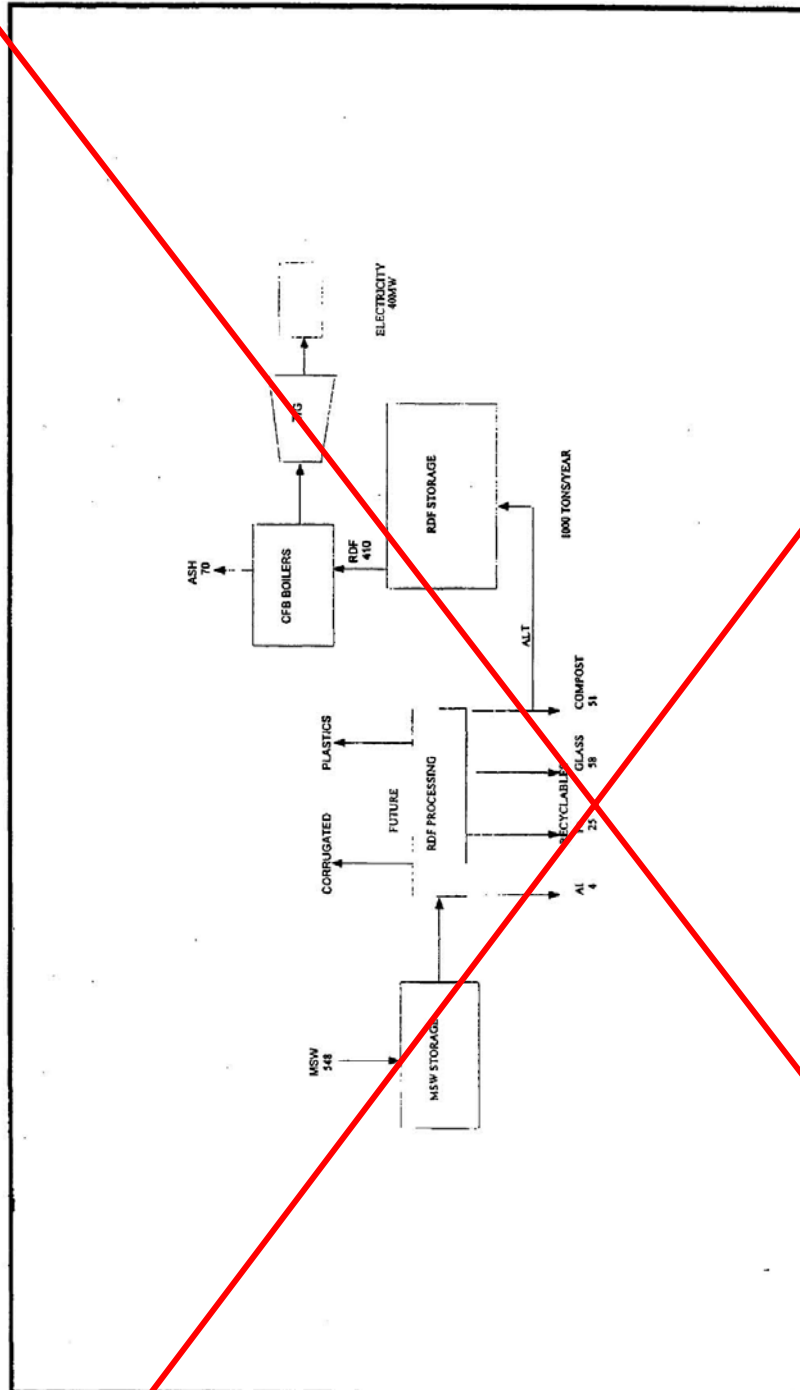 MSW
548
MSW STORAGE
CORRUGATED
PLASTICS
FUTURE
RDF PROCESSING
RECYCLABLES
4
25
GLASS
58
COMPOST
51
ALT
1000 TONS/YEAR
RDF STORAGE
RDF
410
CFB BOILERS
ASH
70
ELECTRICITY
40MW